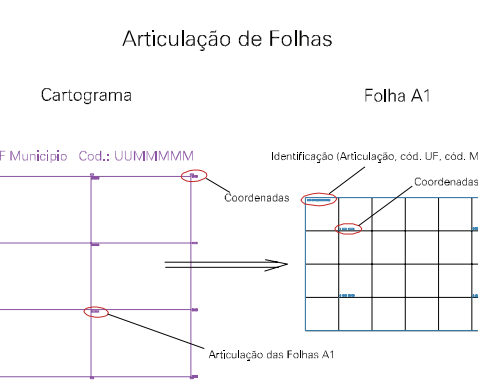 Articulação de Folhas
Cartograma
Folha A1
F Municipio Cod.: UUMMMMM
Identificação (Articulação, cód. UF, cód. M
Coordenadas
Coordenadas
Articulação das Folhas A1